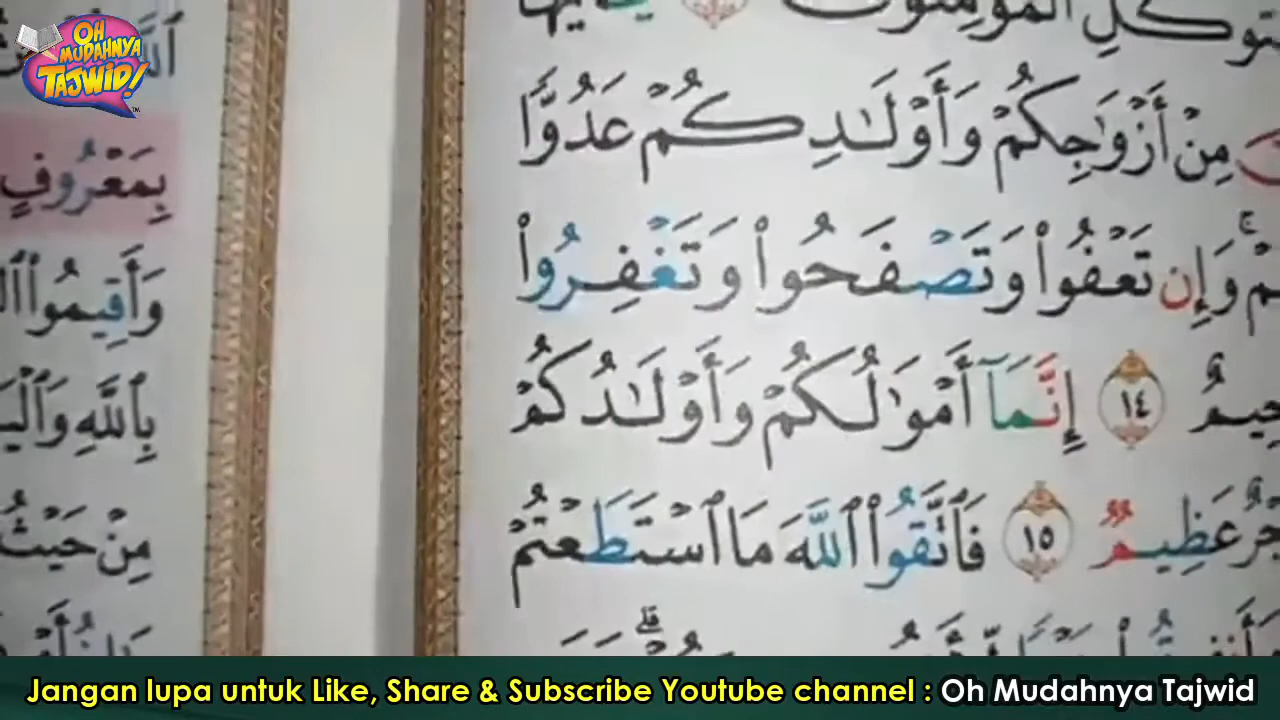 OH
MUDAHNYA
TAJWID!
مِنْ أَزْوَٰجِكُمْ وَأَوْلَـٰدِكُمْ عَدُوًّا
وَإِن تَعْفُوا۟ وَتَصْفَحُوا۟ وَتَغْفِرُوا۟
١٤ إِنَّمَآ أَمْوَٰلُكُمْ وَأَوْلَـٰدُكُمْ
عَظِيمٌ ١٥ فَٱتَّقُوا۟ ٱللَّهَ مَا ٱسْتَطَعْتُمْ
بِمَعْرُوفٍ
وَأَقِيمُوا۟
بِٱللَّهِ
مِنْ حَيْثُ
Jangan lupa untuk Like, Share & Subscribe Youtube channel : Oh Mudahnya Tajwid